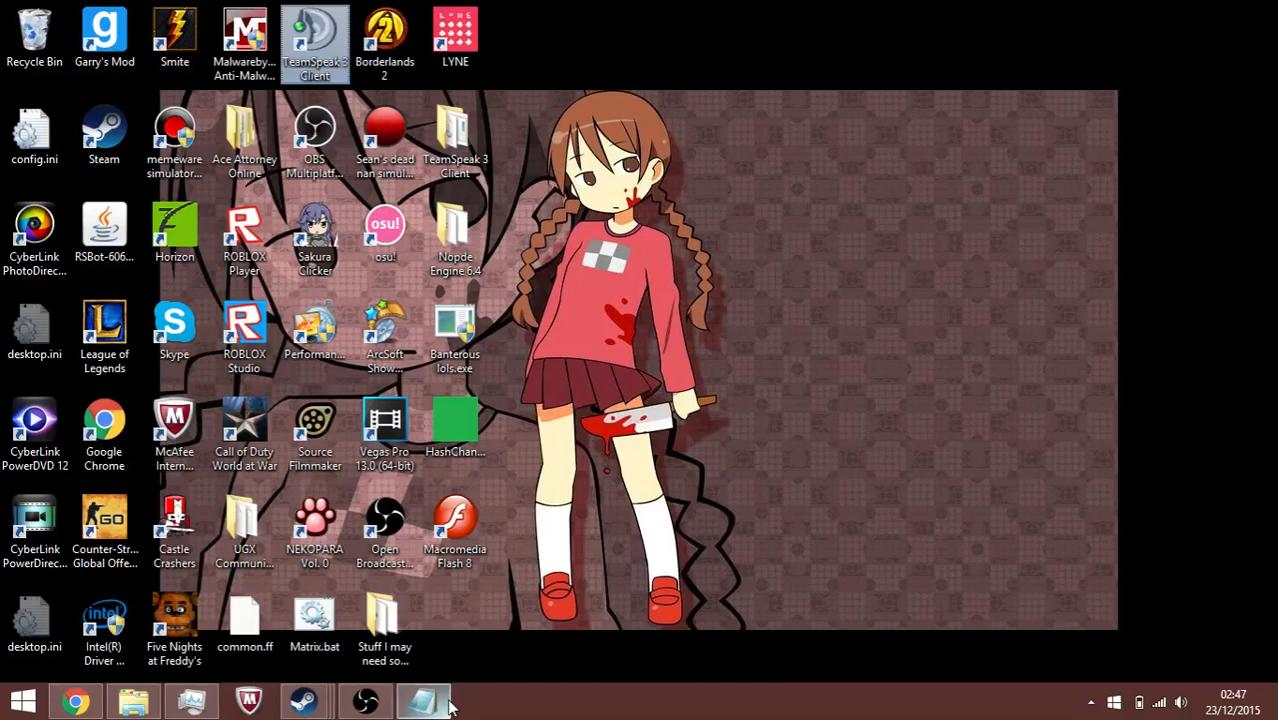 Recycle Bin
Garry's Mod
Smite
Malwareby...
Anti-Malw...
TeamSpeak 3
Client
Borderlands
2
LYRE
LYNE
config.ini
Steam
memeware
simulator...
Ace Attorney
Online
OBS
Multiplatf...
Sean's dead
nan simul...
TeamSpeak 3
Client
CyberLink
PhotoDirec...
RSBot-606...
Horizon
ROBLOX
Player
Sakura
Clicker
osu!
osu!
Nopde
Engine 6.4
desktop.ini
League of
Legends
Skype
ROBLOX
Studio
Performan...
ArcSoft
Show...
Banterous
lols.exe
CyberLink
PowerDVD 12
Google
Chrome
McAfee
Intern...
Call of Duty
World at War
Source
Filmmaker
Vegas Pro
13.0 (64-bit)
HashChan...
CyberLink
PowerDirec...
GO
Counter-Str...
Global Offe...
Castle
Crashers
UGX
Communi...
NEKOPARA
Vol. 0
Open
Broadcast...
Macromedia
Flash 8
desktop.ini
intel
Intel(R)
Driver ...
Five Nights
at Freddy's
common.ff
Matrix.bat
Stuff I may
need so...
02:47
23/12/2015